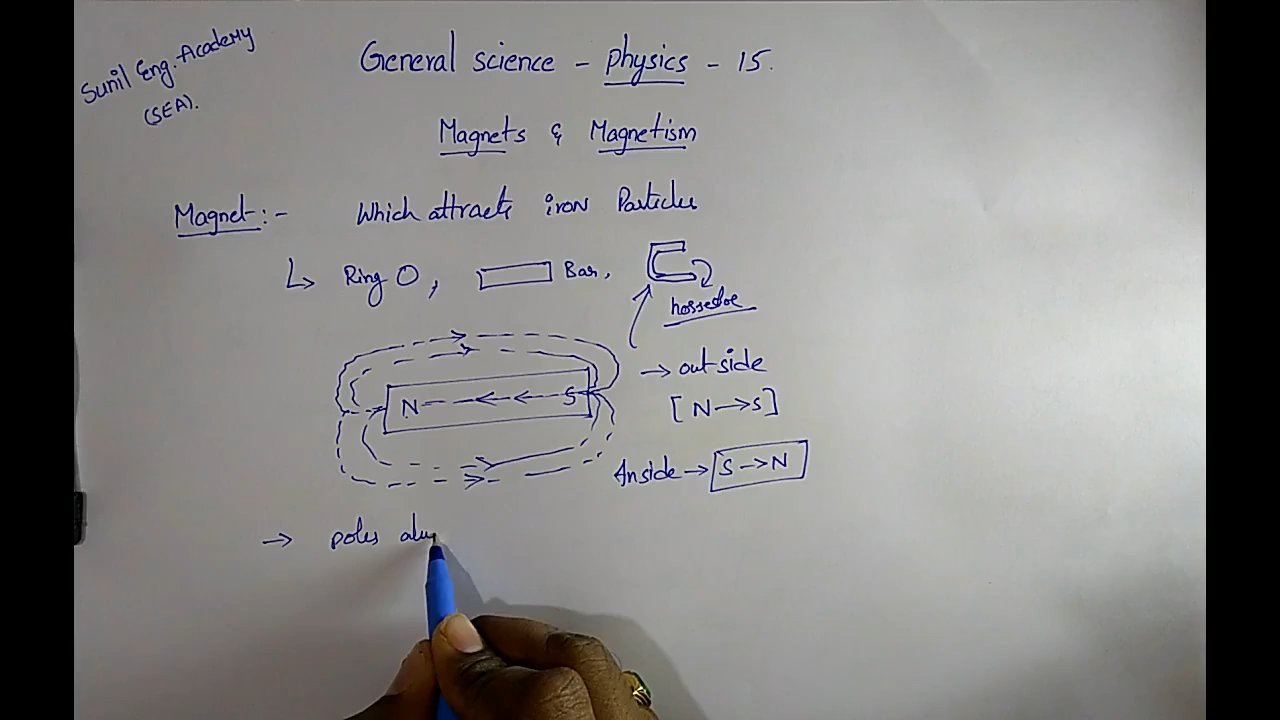 Sunil Eng. Academy
(SEA).
General science - physics - 15.
Magnets & Magnetism
Magnet:- Which attracts iron Particles
↳ Ring O, Bar,
→ outside
N S
[N→S]
Inside → S→N
→ poles